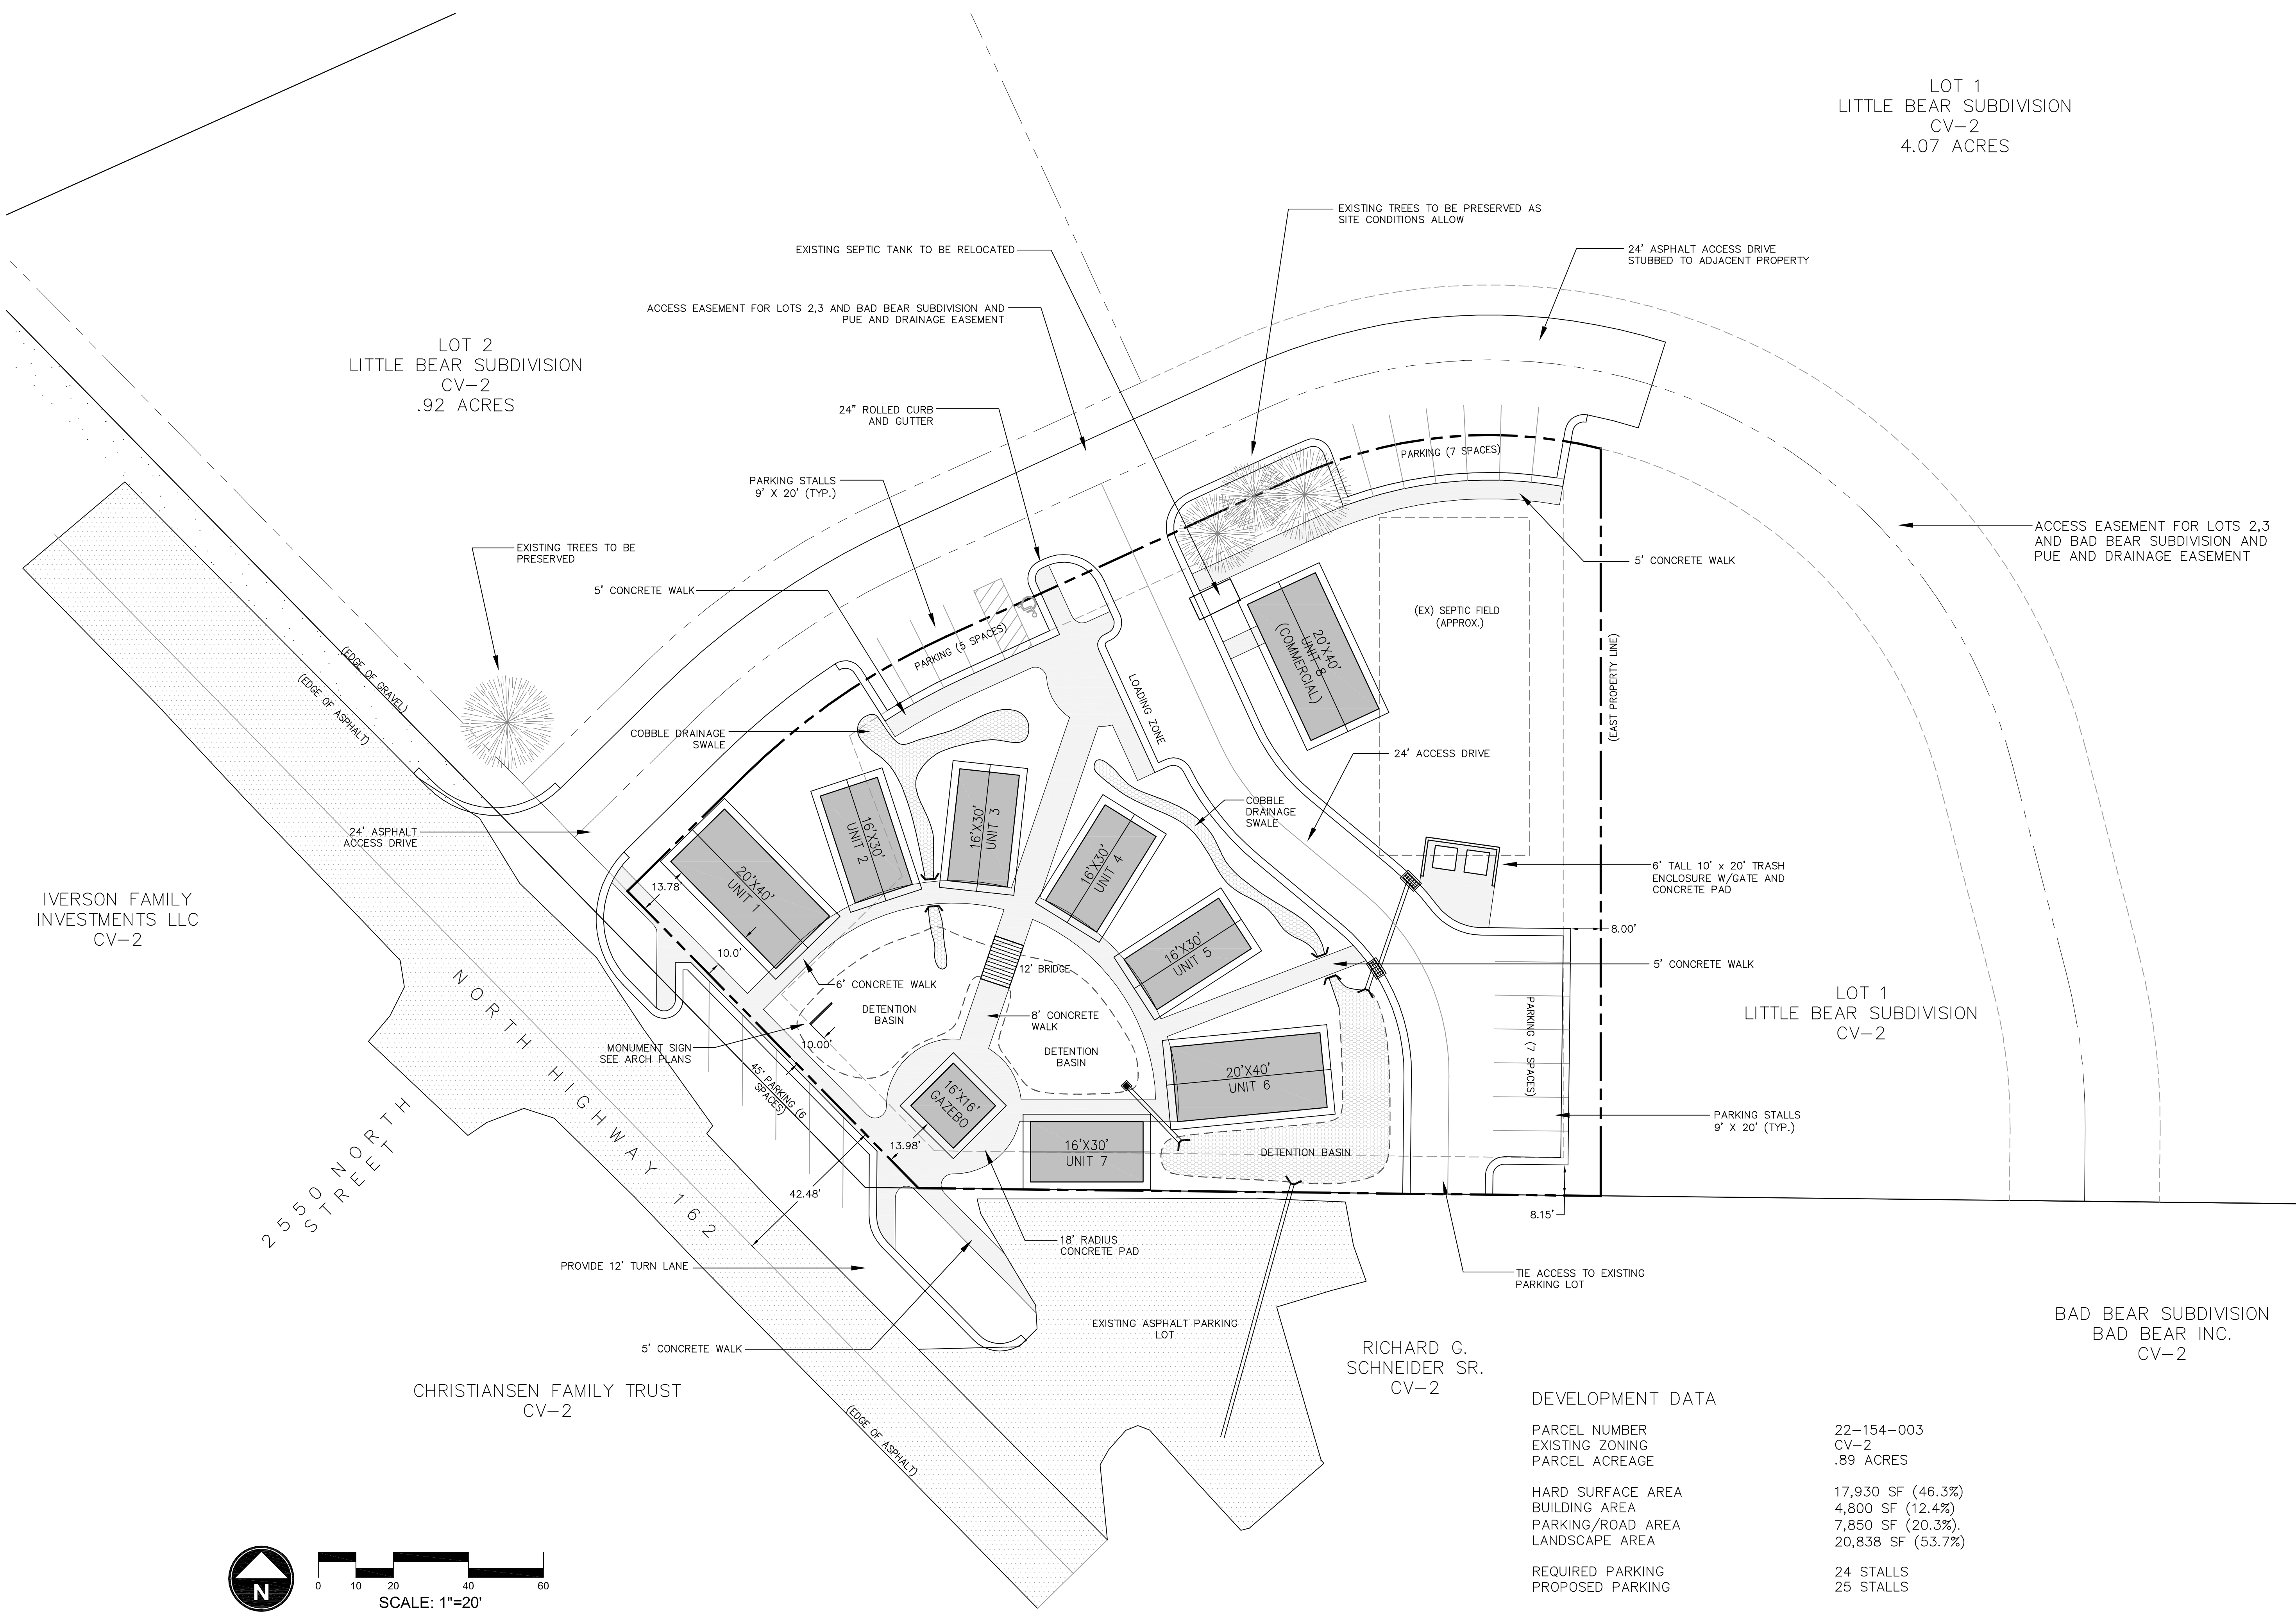 LOT 1
LITTLE BEAR SUBDIVISION
CV-2
4.07 ACRES
EXISTING TREES TO BE PRESERVED AS
SITE CONDITIONS ALLOW
EXISTING SEPTIC TANK TO BE RELOCATED
24' ASPHALT ACCESS DRIVE
STUBBED TO ADJACENT PROPERTY
ACCESS EASEMENT FOR LOTS 2,3 AND BAD BEAR SUBDIVISION AND
PUE AND DRAINAGE EASEMENT
LOT 2
LITTLE BEAR SUBDIVISION
CV-2
.92 ACRES
24" ROLLED CURB
AND GUTTER
PARKING (7 SPACES)
PARKING STALLS
9' X 20' (TYP.)
ACCESS EASEMENT FOR LOTS 2,3
AND BAD BEAR SUBDIVISION AND
PUE AND DRAINAGE EASEMENT
EXISTING TREES TO BE
PRESERVED
5' CONCRETE WALK
5' CONCRETE WALK
(EX) SEPTIC FIELD
(APPROX.)
PARKING (5 SPACES)
20'X40'
UNIT 8
(COMMERCIAL)
(EAST PROPERTY LINE)
(EDGE OF GRAVEL)
(EDGE OF ASPHALT)
LOADING ZONE
COBBLE DRAINAGE
SWALE
24' ACCESS DRIVE
COBBLE
DRAINAGE
SWALE
24' ASPHALT
ACCESS DRIVE
16'X30'
UNIT 2
16'X30'
UNIT 3
16'X30'
UNIT 4
6' TALL 10' x 20' TRASH
ENCLOSURE W/GATE AND
CONCRETE PAD
13.78'
20'X40'
UNIT 1
IVERSON FAMILY
INVESTMENTS LLC
CV-2
8.00'
10.0'
16'X30'
UNIT 5
12' BRIDGE
5' CONCRETE WALK
6' CONCRETE WALK
NORTH HIGHWAY 162
DETENTION
BASIN
8' CONCRETE
WALK
LOT 1
LITTLE BEAR SUBDIVISION
CV-2
PARKING (7 SPACES)
10.00'
MONUMENT SIGN
SEE ARCH PLANS
DETENTION
BASIN
20'X40'
UNIT 6
45° PARKING (6
SPACES)
16'X16'
GAZEBO
PARKING STALLS
9' X 20' (TYP.)
2550 NORTH
STREET
13.98'
16'X30'
UNIT 7
DETENTION BASIN
42.48'
8.15'
18' RADIUS
CONCRETE PAD
PROVIDE 12' TURN LANE
TIE ACCESS TO EXISTING
PARKING LOT
EXISTING ASPHALT PARKING
LOT
BAD BEAR SUBDIVISION
BAD BEAR INC.
CV-2
5' CONCRETE WALK
RICHARD G.
SCHNEIDER SR.
CV-2
CHRISTIANSEN FAMILY TRUST
CV-2
(EDGE OF ASPHALT)
DEVELOPMENT DATA
PARCEL NUMBER 22-154-003
EXISTING ZONING CV-2
PARCEL ACREAGE .89 ACRES
HARD SURFACE AREA 17,930 SF (46.3%)
BUILDING AREA 4,800 SF (12.4%)
PARKING/ROAD AREA 7,850 SF (20.3%).
LANDSCAPE AREA 20,838 SF (53.7%)
REQUIRED PARKING 24 STALLS
PROPOSED PARKING 25 STALLS
N
0 10 20 40 60
SCALE: 1"=20'